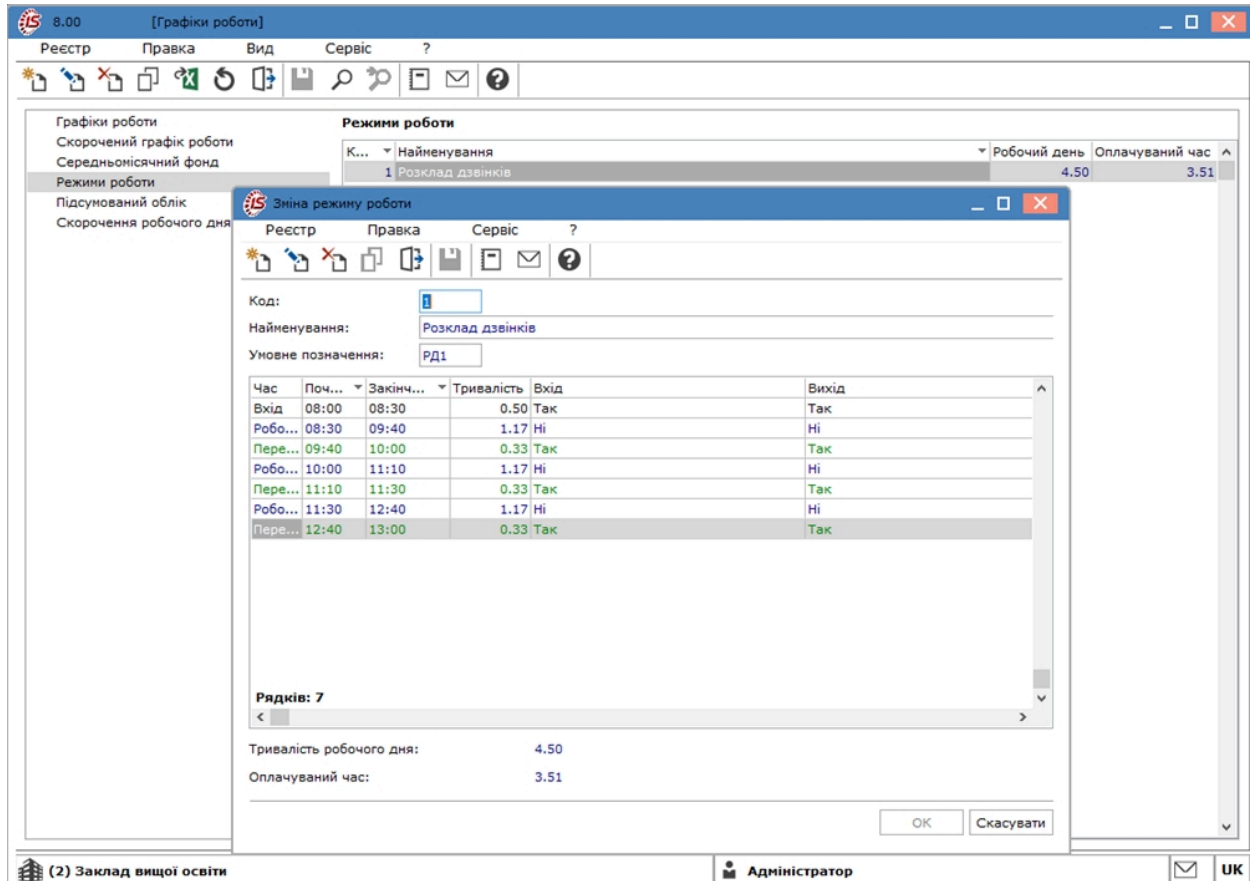 8.00 [Графіки роботи]
Реєстр Правка Вид Сервіс ?
Графіки роботи
Скорочений графік роботи
Середньомісячний фонд
Режими роботи
Підсумований облік
Скорочення робочого дня
Режими роботи
К... Найменування Робочий день Оплачуваний час
1 Розклад дзвінків 4.50 3.51
Зміна режиму роботи
Реєстр Правка Сервіс ?
Код: 1
Найменування: Розклад дзвінків
Умовне позначення: РД1
Час Поч... Закінч... Тривалість Вхід Вихід
Вхід 08:00 08:30 0.50 Так Так
Робо... 08:30 09:40 1.17 Ні Ні
Пере... 09:40 10:00 0.33 Так Так
Робо... 10:00 11:10 1.17 Ні Ні
Пере... 11:10 11:30 0.33 Так Так
Робо... 11:30 12:40 1.17 Ні Ні
Пере... 12:40 13:00 0.33 Так Так
Рядків: 7
Тривалість робочого дня: 4.50
Оплачуваний час: 3.51
ОК Скасувати
(2) Заклад вищої освіти Адміністратор UK